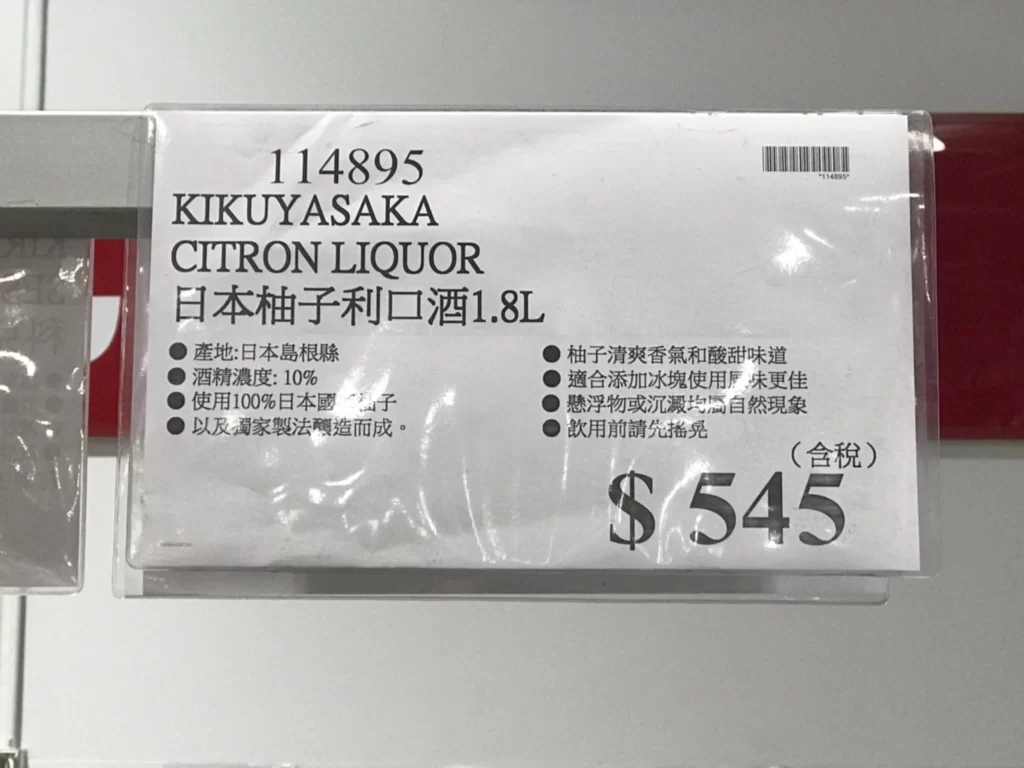 114895
*114895*
KIKUYASAKA
CITRON LIQUOR
日本柚子利口酒1.8L
● 產地:日本島根縣
● 酒精濃度: 10%
● 使用100%日本國 柚子
● 以及獨家製法釀造而成。
● 柚子清爽香氣和酸甜味道
● 適合添加冰塊使用風味更佳
● 懸浮物或沉澱均屬自然現象
● 飲用前請先搖晃
(含稅)
$ 545